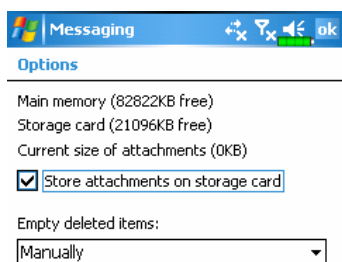 Messaging ok
Options
Main memory (82822KB free)
Storage card (21096KB free)
Current size of attachments (0KB)
Store attachments on storage card
Empty deleted items:
Manually